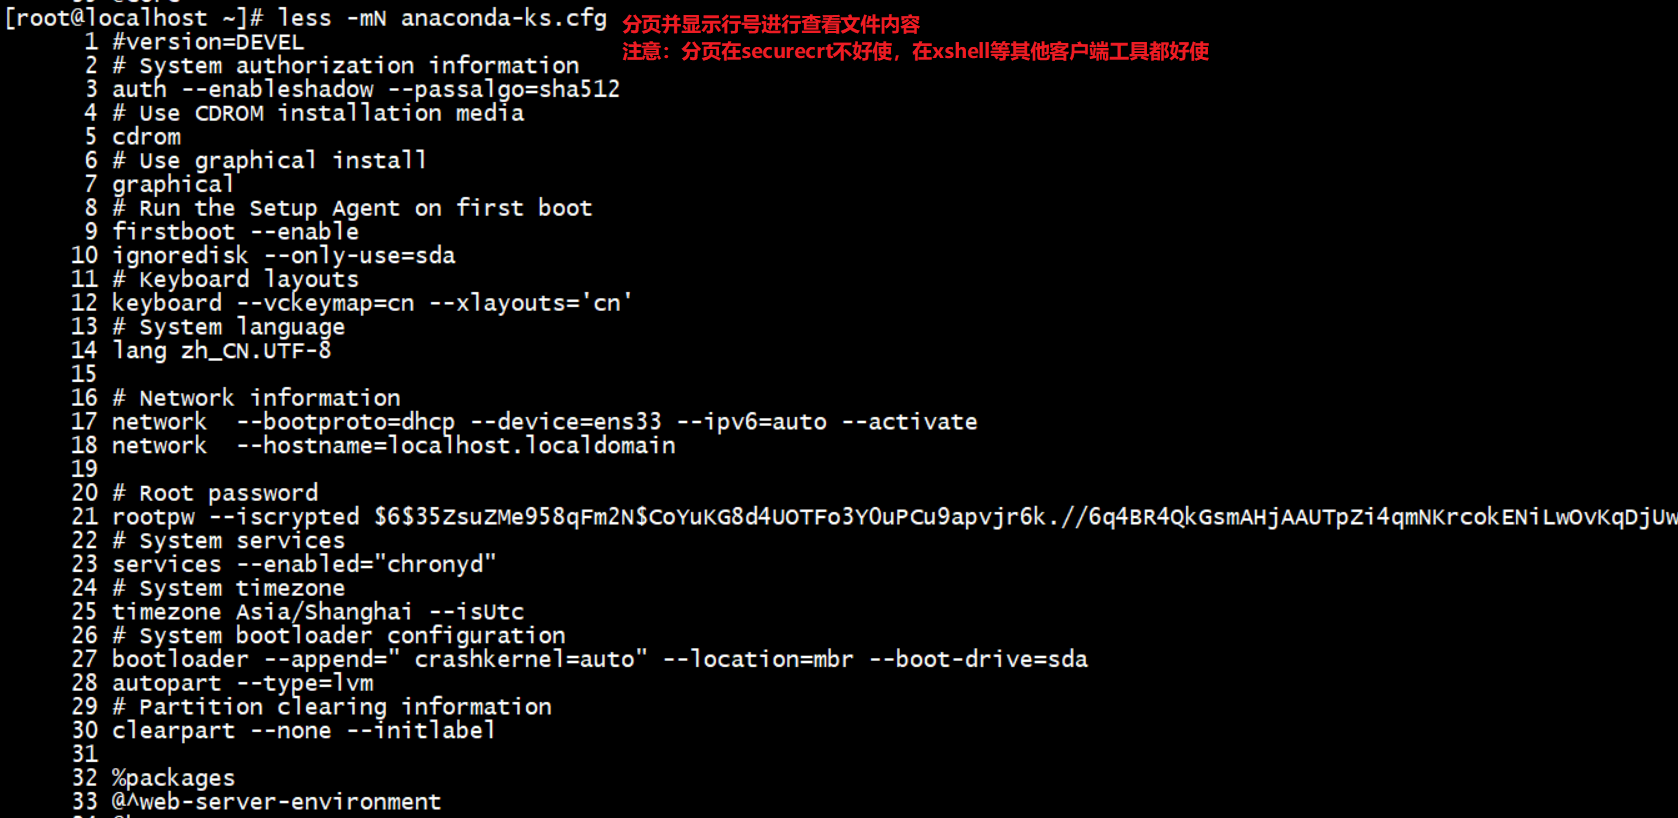 [root@localhost ~]# less -mN anaconda-ks.cfg
分页并显示行号进行查看文件内容
注意：分页在securecrt不好使，在xshell等其他客户端工具都好使
1 #version=DEVEL
2 # System authorization information
3 auth --enableshadow --passalgo=sha512
4 # Use CDROM installation media
5 cdrom
6 # Use graphical install
7 graphical
8 # Run the Setup Agent on first boot
9 firstboot --enable
10 ignoredisk --only-use=sda
11 # Keyboard layouts
12 keyboard --vckeymap=cn --xlayouts='cn'
13 # System language
14 lang zh_CN.UTF-8
15
16 # Network information
17 network  --bootproto=dhcp --device=ens33 --ipv6=auto --activate
18 network  --hostname=localhost.localdomain
19
20 # Root password
21 rootpw --iscrypted $6$35ZsuZMe958qFm2N$CoYuKG8d4UOTFo3Y0uPCu9apvjr6k.//6q4BR4QkGsmAHjAAUTpZi4qmNKrcokENiLwOvKqDjUw
22 # System services
23 services --enabled="chronyd"
24 # System timezone
25 timezone Asia/Shanghai --isUtc
26 # System bootloader configuration
27 bootloader --append=" crashkernel=auto" --location=mbr --boot-drive=sda
28 autopart --type=lvm
29 # Partition clearing information
30 clearpart --none --initlabel
31
32 %packages
33 @^web-server-environment